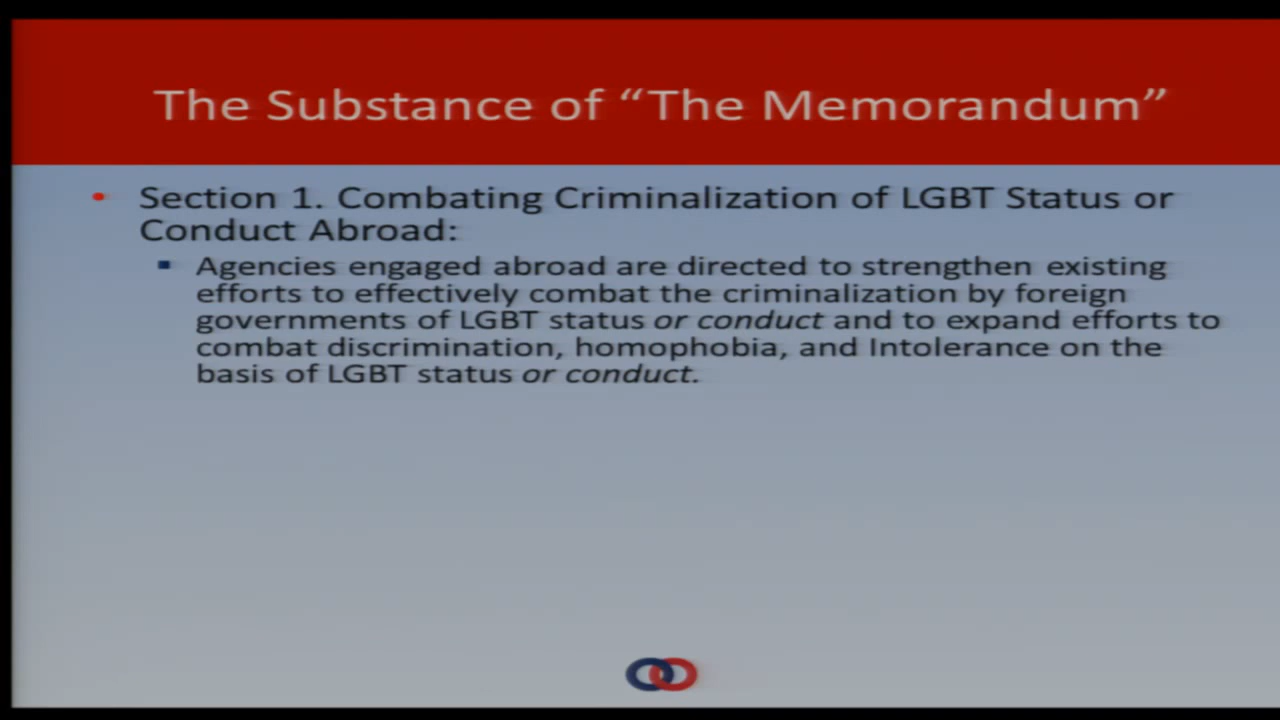 The Substance of “The Memorandum”
Section 1. Combating Criminalization of LGBT Status or
Conduct Abroad:
Agencies engaged abroad are directed to strengthen existing
efforts to effectively combat the criminalization by foreign
governments of LGBT status or conduct and to expand efforts to
combat discrimination, homophobia, and Intolerance on the
basis of LGBT status or conduct.